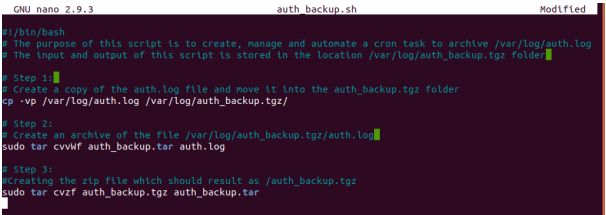 GNU nano 2.9.3 auth_backup.sh Modified
#!/bin/bash
# The purpose of this script is to create, manage and automate a cron task to archive /var/log/auth.log
# The input and output of this script is stored in the location /var/log/auth_backup.tgz folder
# Step 1:
# Create a copy of the auth.log file and move it into the auth_backup.tgz folder
cp -vp /var/log/auth.log /var/log/auth_backup.tgz/
# Step 2:
# Create an archive of the file /var/log/auth_backup.tgz/auth.log
sudo tar cvvWf auth_backup.tar auth.log
# Step 3:
#Creating the zip file which should result as /auth_backup.tgz
sudo tar cvzf auth_backup.tgz auth_backup.tar